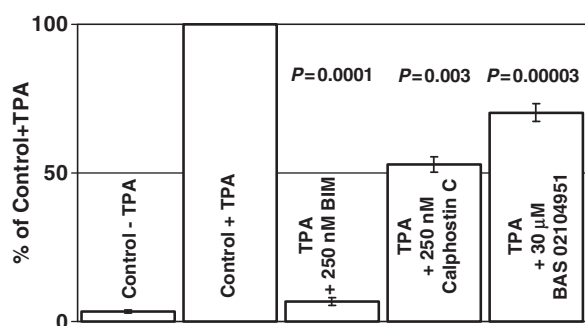 % of Control+TPA
100
50
0
P=0.0001
P=0.003
P=0.00003
Control - TPA
Control + TPA
TPA
+ 250 nM BIM
TPA
+ 250 nM
Calphostin C
TPA
+ 30 µM
BAS 02104951